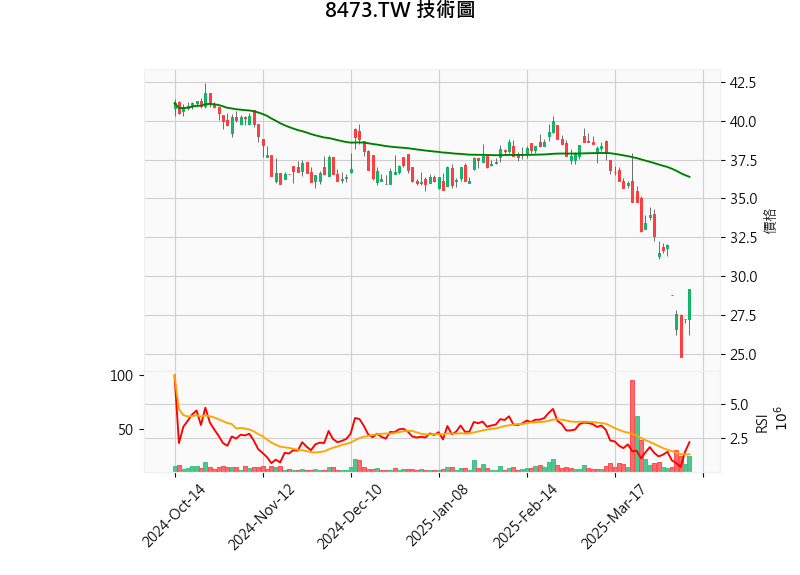 8473.TW 技術圖
42.5
40.0
37.5
35.0
32.5
30.0
27.5
25.0
價格
100
50
5.0
2.5
RSI
10⁶
2024-Oct-14
2024-Nov-12
2024-Dec-10
2025-Jan-08
2025-Feb-14
2025-Mar-17